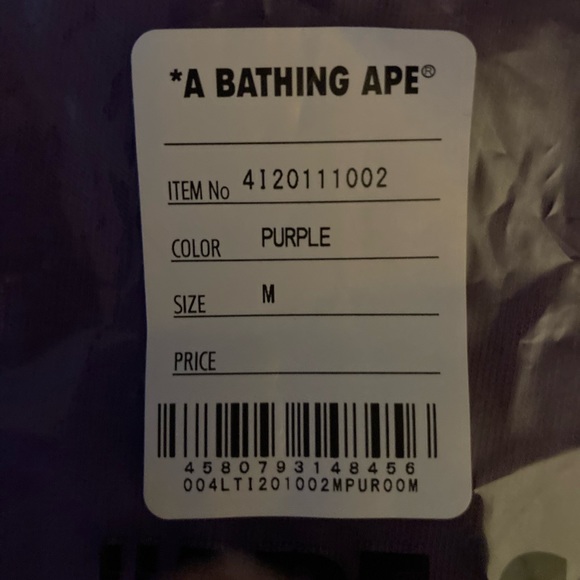 *A BATHING APE®
ITEM No 4I20111002
COLOR PURPLE
SIZE M
PRICE
4580793148456
004LTI201002MPUR00M